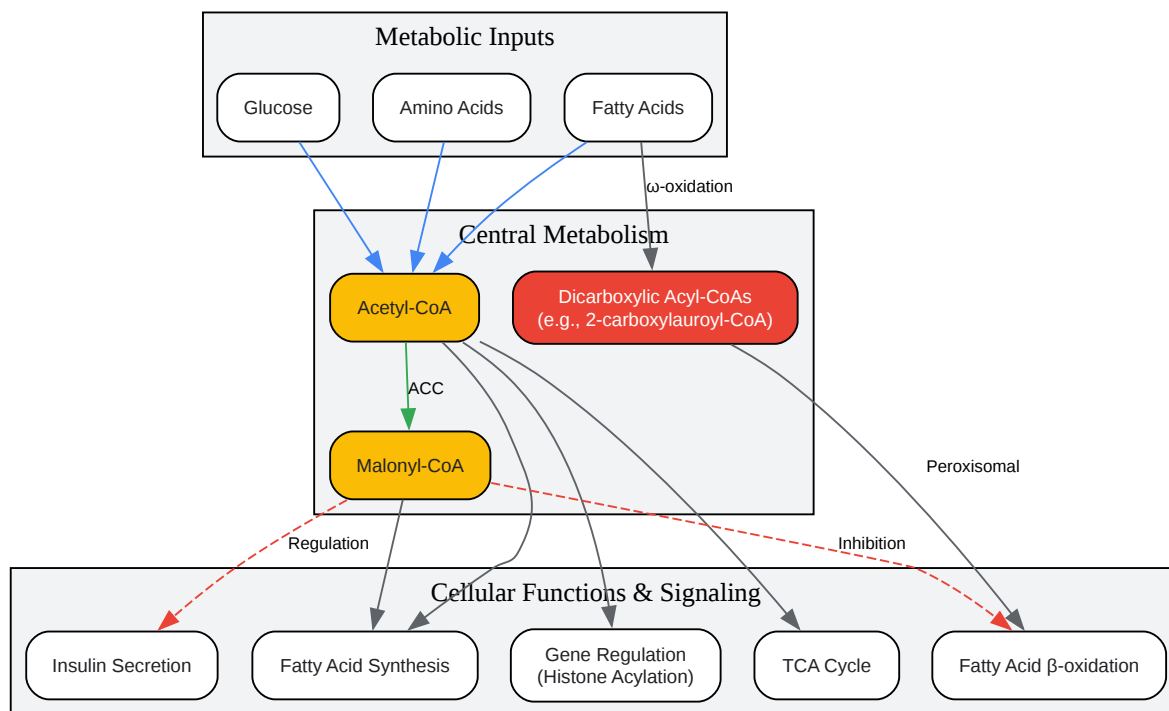 Metabolic Inputs
Glucose
Amino Acids
Fatty Acids
ω-oxidation
Central Metabolism
Acetyl-CoA
Dicarboxylic Acyl-CoAs
(e.g., 2-carboxylauroyl-CoA)
ACC
Malonyl-CoA
Peroxisomal
Regulation
Inhibition
Cellular Functions & Signaling
Insulin Secretion
Fatty Acid Synthesis
Gene Regulation
(Histone Acylation)
TCA Cycle
Fatty Acid β-oxidation